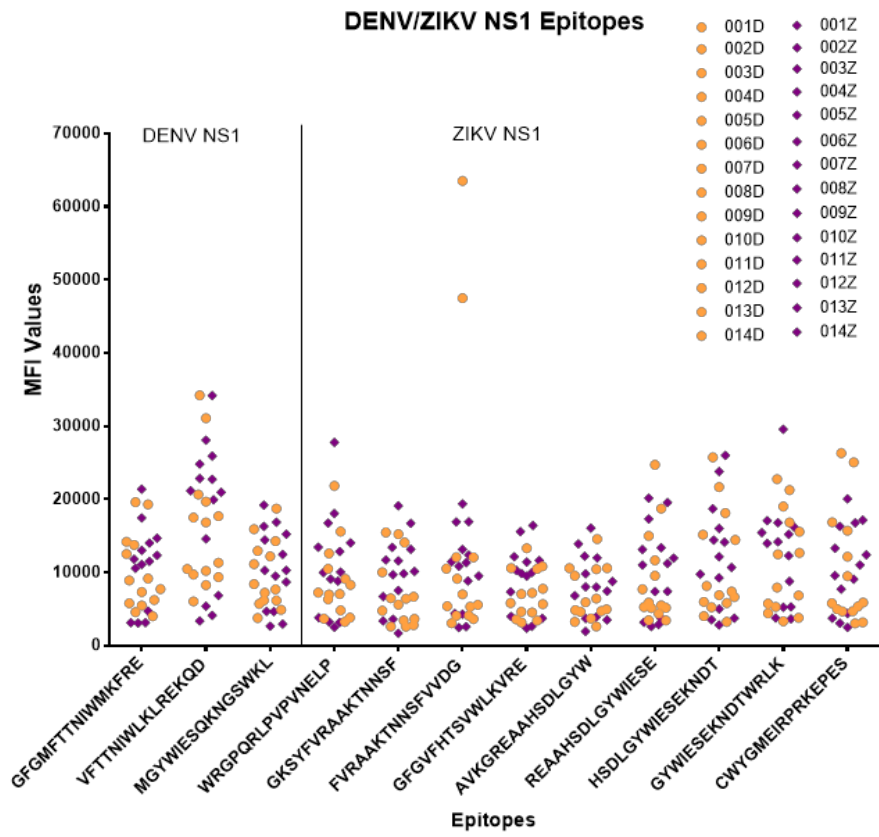 DENV/ZIKV NS1 Epitopes
001D 001Z
002D 002Z
003D 003Z
004D 004Z
005D 005Z
006D 006Z
007D 007Z
008D 008Z
009D 009Z
010D 010Z
011D 011Z
012D 012Z
013D 013Z
014D 014Z
DENV NS1 ZIKV NS1
MFI Values
70000
60000
50000
40000
30000
20000
10000
0
GFGMFTTNIWMKFRE
VFTTNIWLKLREKQD
MGYWIESQKNGSWKL
WRGPQRLPVPVNELP
GKSYFVRAAKTNNSF
FVRAAKTNNSFVVDG
GFGVFHTSVWLKVRE
AVKGREAAHSDLGYW
REAAHSDLGYWIESE
HSDLGYWIESEKNDT
GYWIESEKNDTWRLK
CWYGMEIRPRKEPES
Epitopes